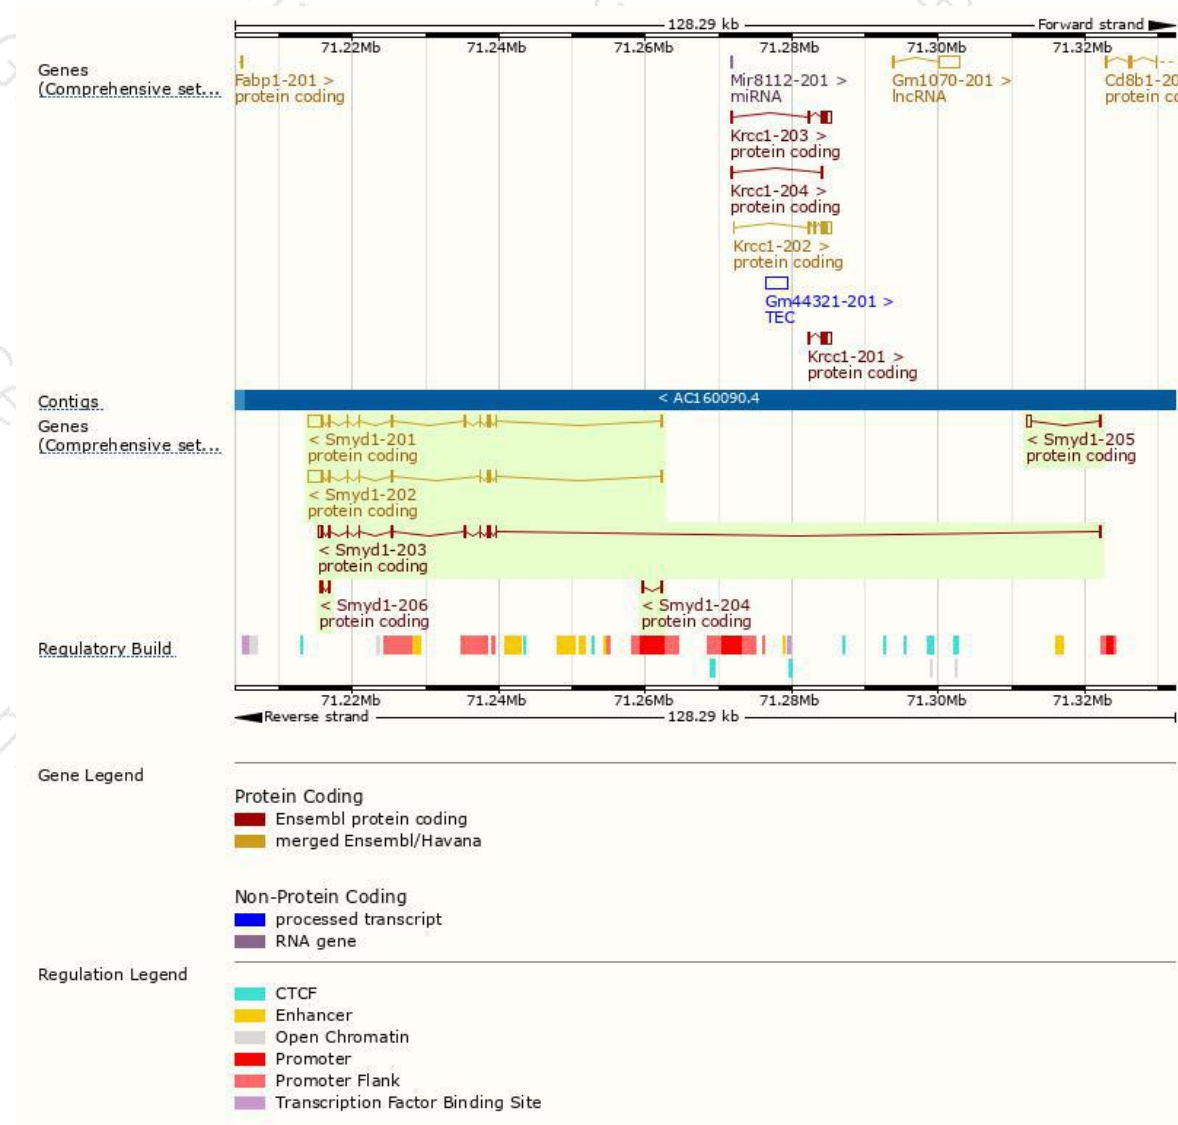 128.29 kb Forward strand
71.22Mb 71.24Mb 71.26Mb 71.28Mb 71.30Mb 71.32Mb
Genes
(Comprehensive set...
Fabp1-201 >
protein coding
Mir8112-201 >
miRNA
Gm1070-201 >
lncRNA
Cd8b1-20
protein co
Krcc1-203 >
protein coding
Krcc1-204 >
protein coding
Krcc1-202 >
protein coding
Gm44321-201 >
TEC
Krcc1-201 >
protein coding
Contigs
< AC160090.4
Genes
(Comprehensive set...
< Smyd1-201
protein coding
< Smyd1-205
protein coding
< Smyd1-202
protein coding
< Smyd1-203
protein coding
< Smyd1-206
protein coding
< Smyd1-204
protein coding
Regulatory Build
71.22Mb 71.24Mb 71.26Mb 71.28Mb 71.30Mb 71.32Mb
Reverse strand 128.29 kb
Gene Legend
Protein Coding
Ensembl protein coding
merged Ensembl/Havana
Non-Protein Coding
processed transcript
RNA gene
Regulation Legend
CTCF
Enhancer
Open Chromatin
Promoter
Promoter Flank
Transcription Factor Binding Site